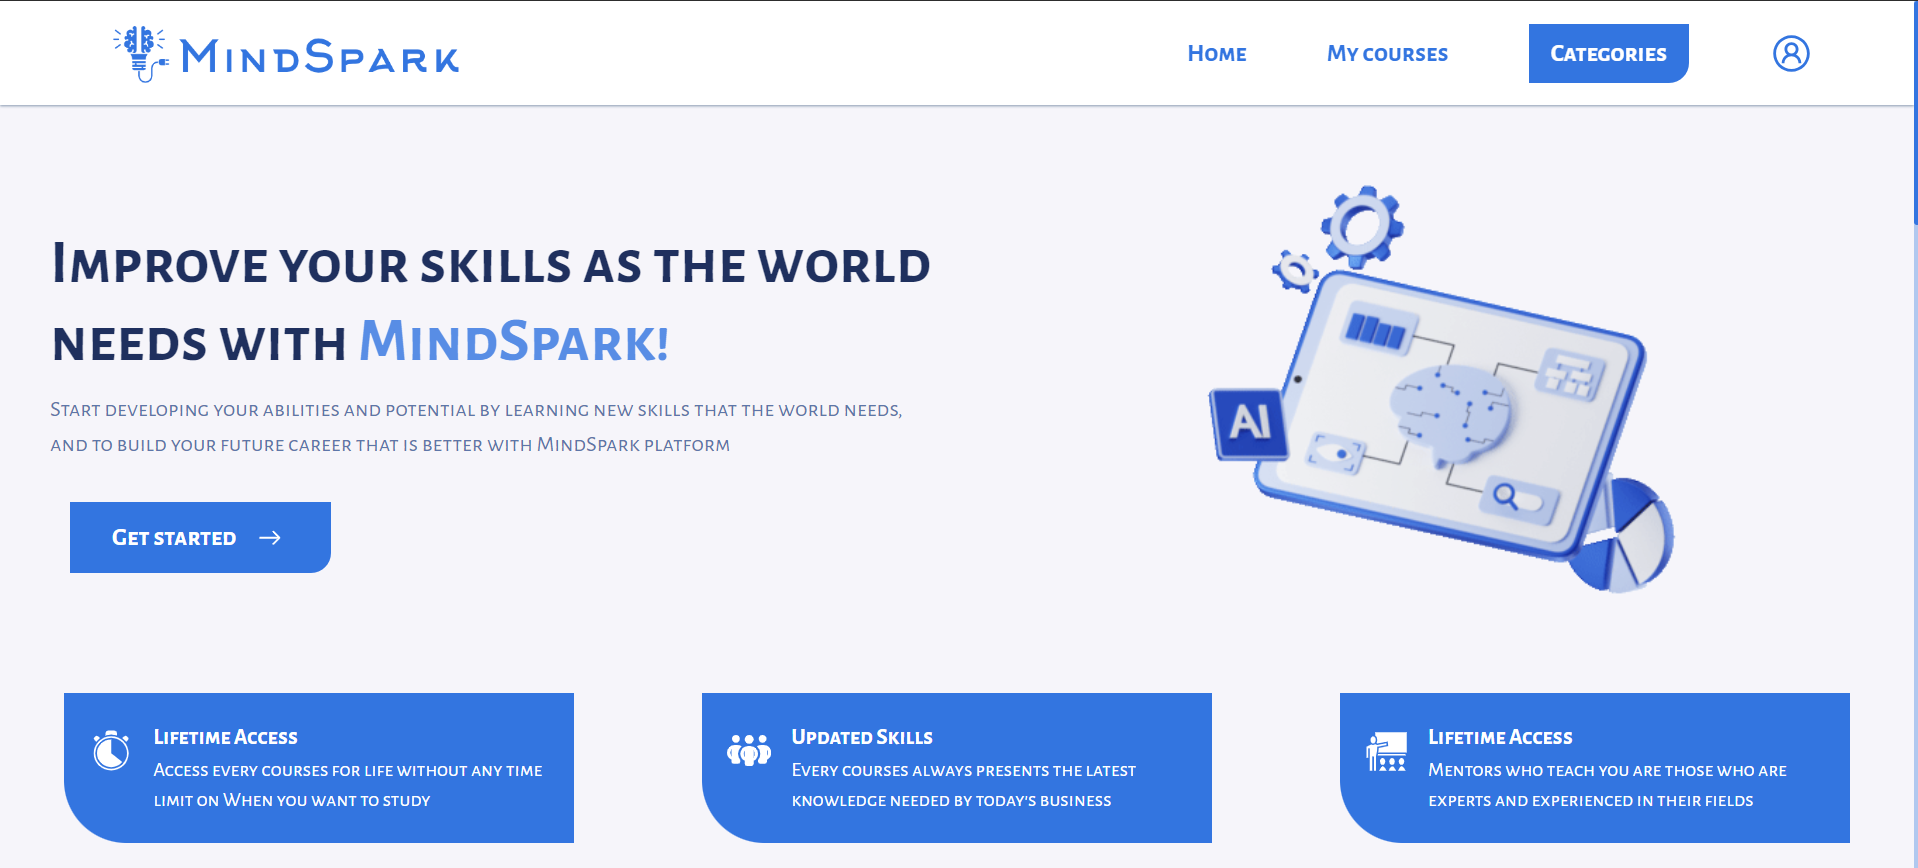 MindSpark
Home
My courses
Categories
Improve your skills as the world
needs with MindSpark!
Start developing your abilities and potential by learning new skills that the world needs,
and to build your future career that is better with MindSpark platform
Get started
AI
Lifetime Access
Access every courses for life without any time
limit on When you want to study
Updated Skills
Every courses always presents the latest
knowledge needed by today's business
Lifetime Access
Mentors who teach you are those who are
experts and experienced in their fields